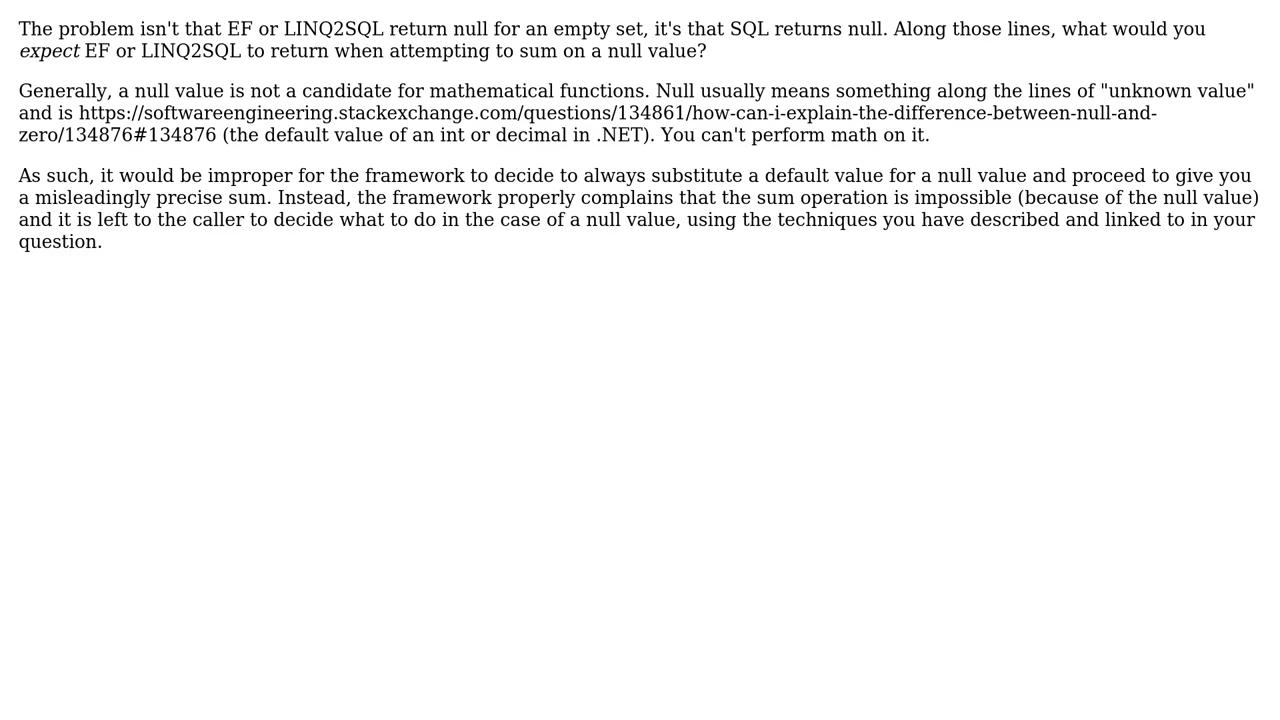 The problem isn't that EF or LINQ2SQL return null for an empty set, it's that SQL returns null. Along those lines, what would you
expect EF or LINQ2SQL to return when attempting to sum on a null value?
Generally, a null value is not a candidate for mathematical functions. Null usually means something along the lines of "unknown value"
and is https://softwareengineering.stackexchange.com/questions/134861/how-can-i-explain-the-difference-between-null-and-
zero/134876#134876 (the default value of an int or decimal in .NET). You can't perform math on it.
As such, it would be improper for the framework to decide to always substitute a default value for a null value and proceed to give you
a misleadingly precise sum. Instead, the framework properly complains that the sum operation is impossible (because of the null value)
and it is left to the caller to decide what to do in the case of a null value, using the techniques you have described and linked to in your
question.